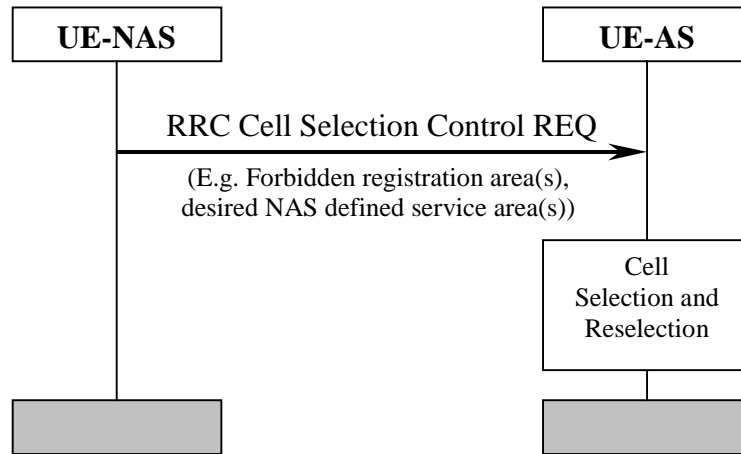 UE-NAS
UE-AS
RRC Cell Selection Control REQ
(E.g. Forbidden registration area(s),
desired NAS defined service area(s))
Cell
Selection and
Reselection